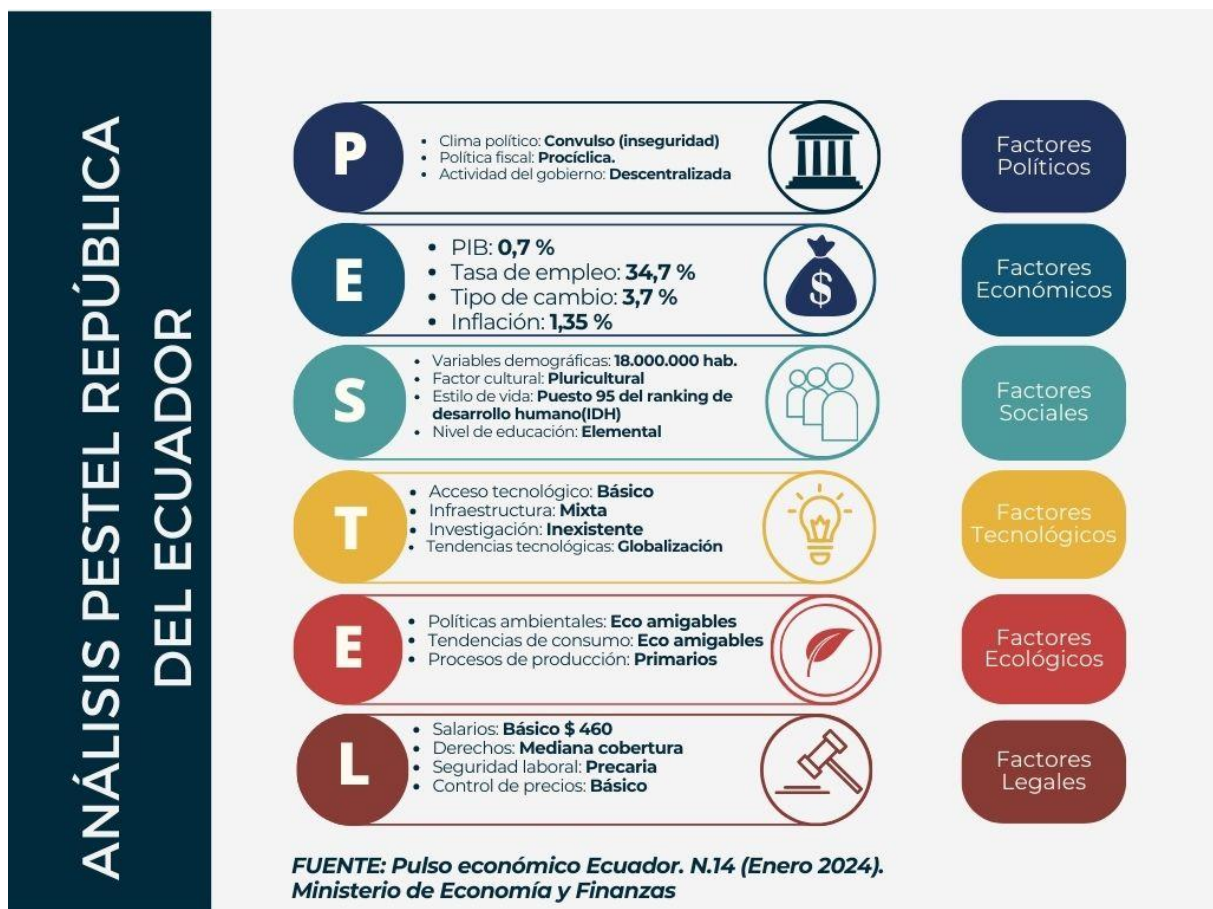 ANÁLISIS PESTEL REPÚBLICA
DEL ECUADOR
P
• Clima político: Convulso (inseguridad)
• Política fiscal: Procíclica.
• Actividad del gobierno: Descentralizada
Factores
Políticos
E
• PIB: 0,7 %
• Tasa de empleo: 34,7 %
• Tipo de cambio: 3,7 %
• Inflación: 1,35 %
$
Factores
Económicos
S
• Variables demográficas: 18.000.000 hab.
• Factor cultural: Pluricultural
• Estilo de vida: Puesto 95 del ranking de
desarrollo humano(IDH)
• Nivel de educación: Elemental
Factores
Sociales
T
• Acceso tecnológico: Básico
• Infraestructura: Mixta
• Investigación: Inexistente
• Tendencias tecnológicas: Globalización
Factores
Tecnológicos
E
• Políticas ambientales: Eco amigables
• Tendencias de consumo: Eco amigables
• Procesos de producción: Primarios
Factores
Ecológicos
L
• Salarios: Básico $ 460
• Derechos: Mediana cobertura
• Seguridad laboral: Precaria
• Control de precios: Básico
Factores
Legales
FUENTE: Pulso económico Ecuador. N.14 (Enero 2024).
Ministerio de Economía y Finanzas